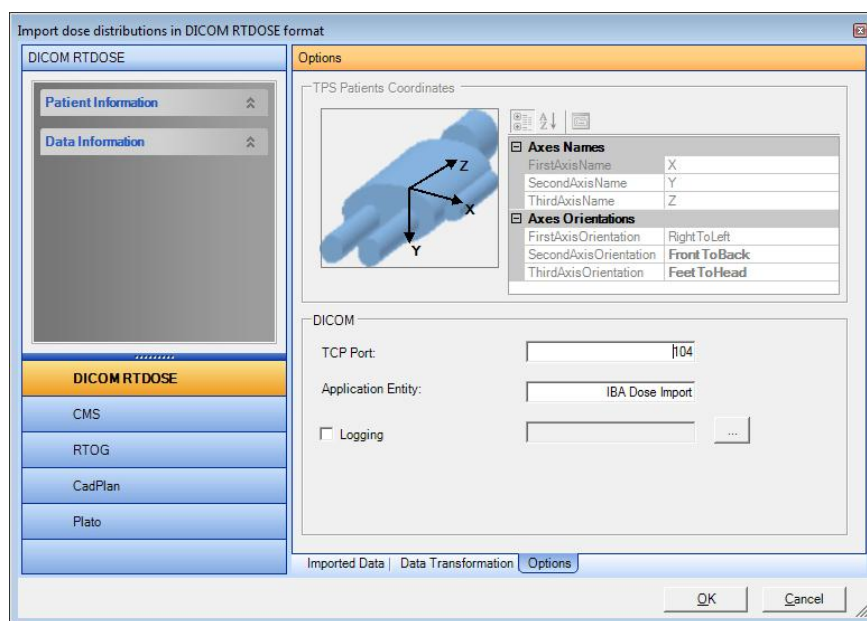 Import dose distributions in DICOM RTDOSE format
DICOM RTDOSE
Patient Information
Data Information
DICOM RTDOSE
CMS
RTOG
CadPlan
Plato
Options
TPS Patients Coordinates
Z
X
Y
Axes Names
FirstAxisName X
SecondAxisName Y
ThirdAxisName Z
Axes Orientations
FirstAxisOrientation RightToLeft
SecondAxisOrientation FrontToBack
ThirdAxisOrientation FeetToHead
DICOM
TCP Port: 104
Application Entity: IBA Dose Import
Logging ...
Imported Data | Data Transformation Options
OK Cancel